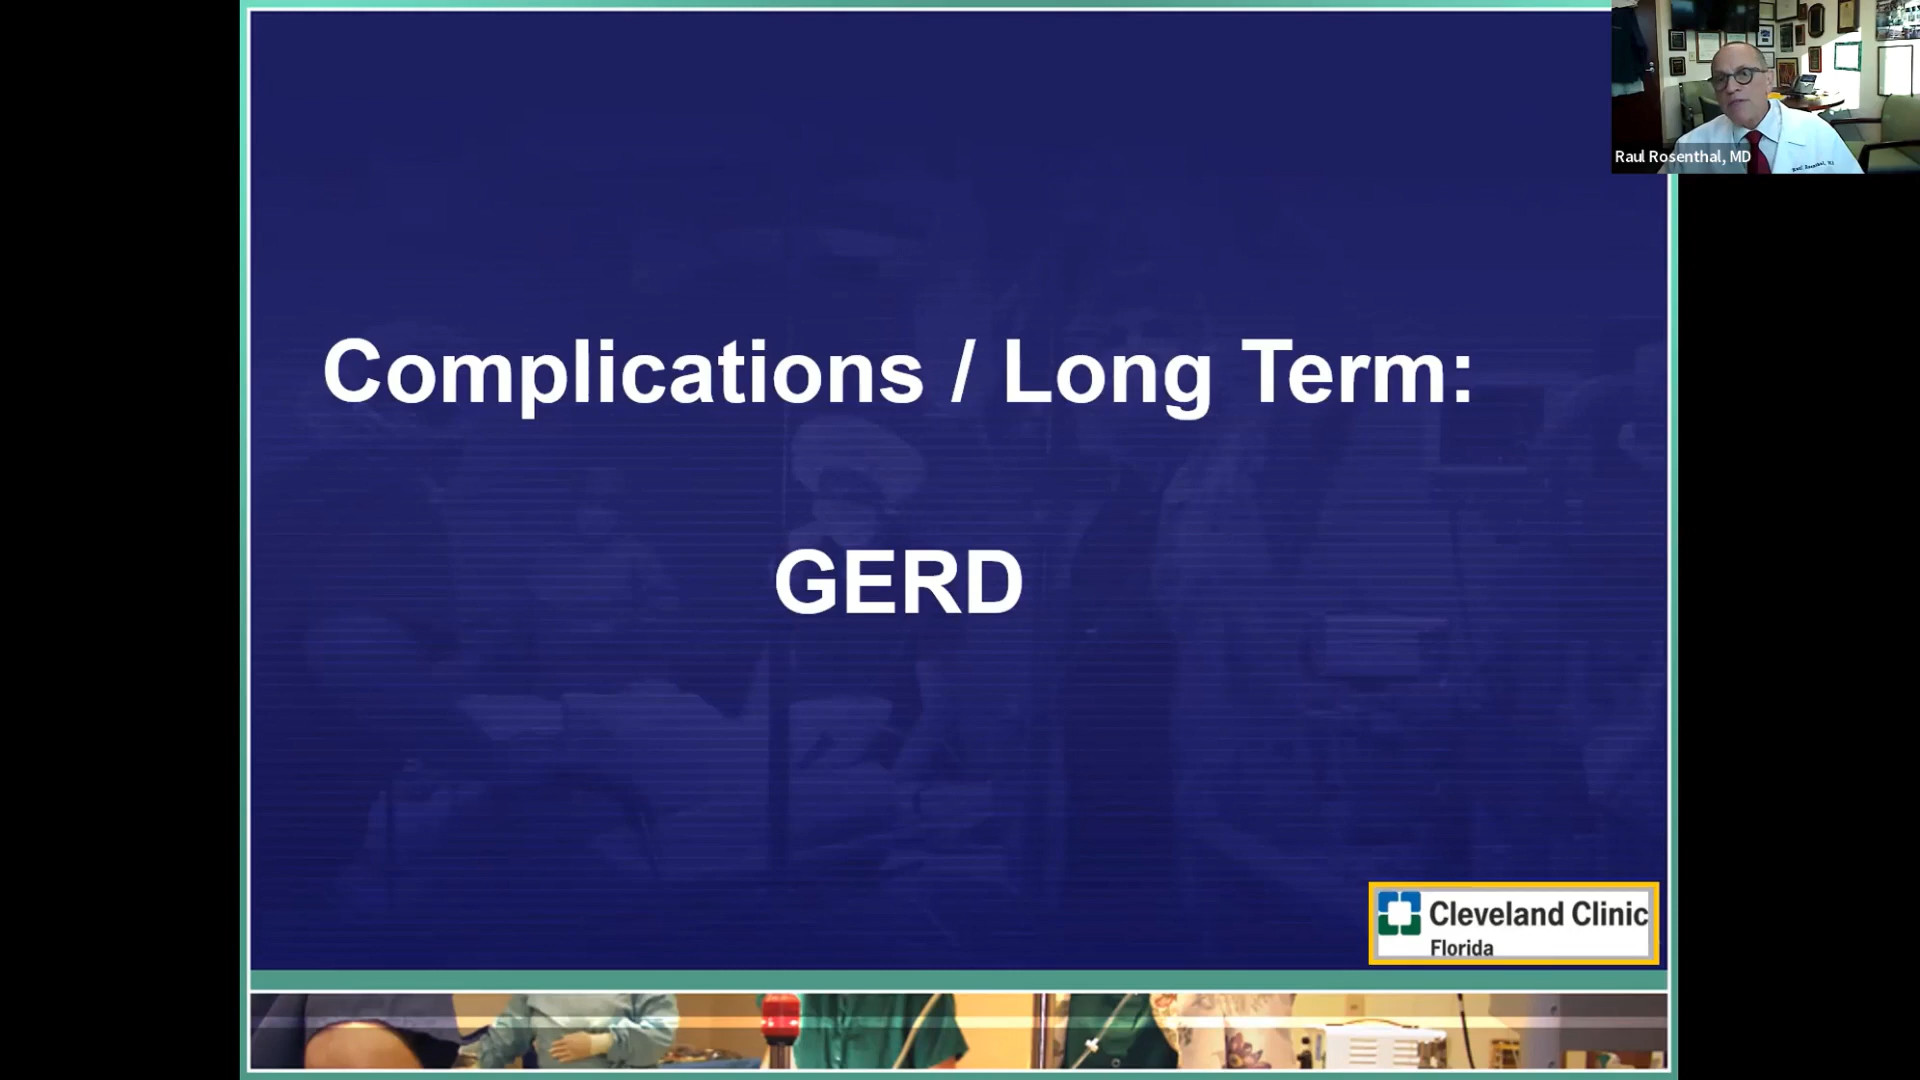 Raul Rosenthal, MD
Complications / Long Term:
GERD
Cleveland Clinic
Florida